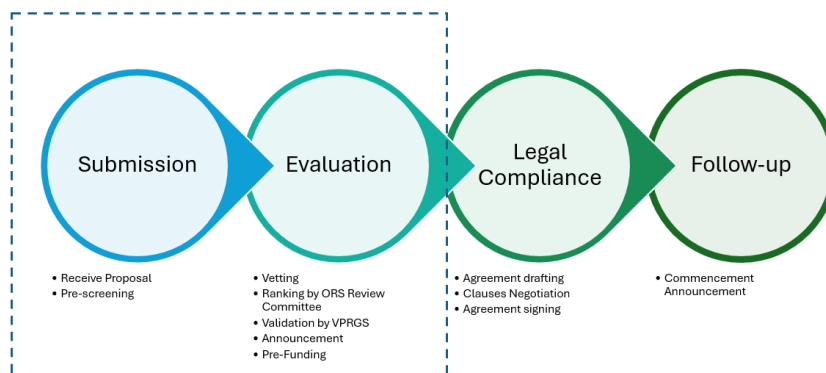 Submission
• Receive Proposal
• Pre-screening
Evaluation
• Vetting
• Ranking by ORS Review
Committee
• Validation by VPRGS
• Announcement
• Pre-Funding
Legal
Compliance
• Agreement drafting
• Clauses Negotiation
• Agreement signing
Follow-up
• Commencement
Announcement